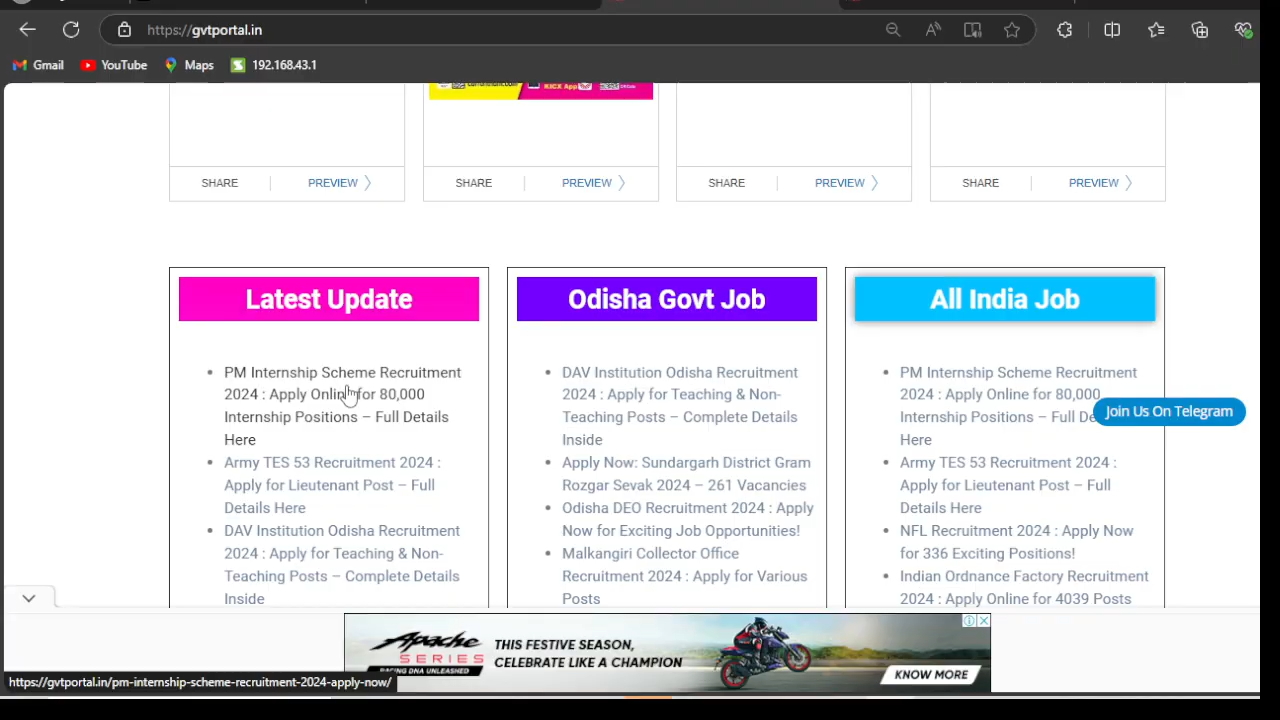 https://gvtportal.in
Gmail
YouTube
Maps
192.168.43.1
KICX App
SHARE
PREVIEW
SHARE
PREVIEW
SHARE
PREVIEW
SHARE
PREVIEW
Latest Update
PM Internship Scheme Recruitment
2024 : Apply Online for 80,000
Internship Positions – Full Details
Here
Army TES 53 Recruitment 2024 :
Apply for Lieutenant Post – Full
Details Here
DAV Institution Odisha Recruitment
2024 : Apply for Teaching & Non-
Teaching Posts – Complete Details
Inside
Odisha Govt Job
DAV Institution Odisha Recruitment
2024 : Apply for Teaching & Non-
Teaching Posts – Complete Details
Inside
Apply Now: Sundargarh District Gram
Rozgar Sevak 2024 – 261 Vacancies
Odisha DEO Recruitment 2024 : Apply
Now for Exciting Job Opportunities!
Malkangiri Collector Office
Recruitment 2024 : Apply for Various
Posts
All India Job
PM Internship Scheme Recruitment
2024 : Apply Online for 80,000
Internship Positions – Full De
Here
Army TES 53 Recruitment 2024 :
Apply for Lieutenant Post – Full
Details Here
NFL Recruitment 2024 : Apply Now
for 336 Exciting Positions!
Indian Ordnance Factory Recruitment
2024 : Apply Online for 4039 Posts
Join Us On Telegram
Apache
SERIES
RACING DNA UNLEASHED
THIS FESTIVE SEASON,
CELEBRATE LIKE A CHAMPION
KNOW MORE
https://gvtportal.in/pm-internship-scheme-recruitment-2024-apply-now/